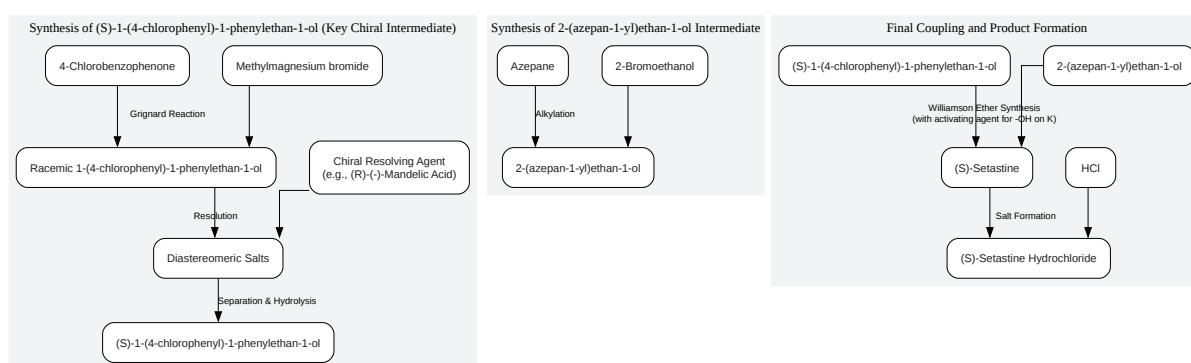 Synthesis of (S)-1-(4-chlorophenyl)-1-phenylethan-1-ol (Key Chiral Intermediate)
4-Chlorobenzophenone
Methylmagnesium bromide
Grignard Reaction
Racemic 1-(4-chlorophenyl)-1-phenylethan-1-ol
Chiral Resolving Agent
(e.g., (R)-(-)-Mandelic Acid)
Resolution
Diastereomeric Salts
Separation & Hydrolysis
(S)-1-(4-chlorophenyl)-1-phenylethan-1-ol
Synthesis of 2-(azepan-1-yl)ethan-1-ol Intermediate
Azepane
2-Bromoethanol
Alkylation
2-(azepan-1-yl)ethan-1-ol
Final Coupling and Product Formation
(S)-1-(4-chlorophenyl)-1-phenylethan-1-ol
2-(azepan-1-yl)ethan-1-ol
Williamson Ether Synthesis
(with activating agent for -OH on K)
(S)-Setastine
HCl
Salt Formation
(S)-Setastine Hydrochloride